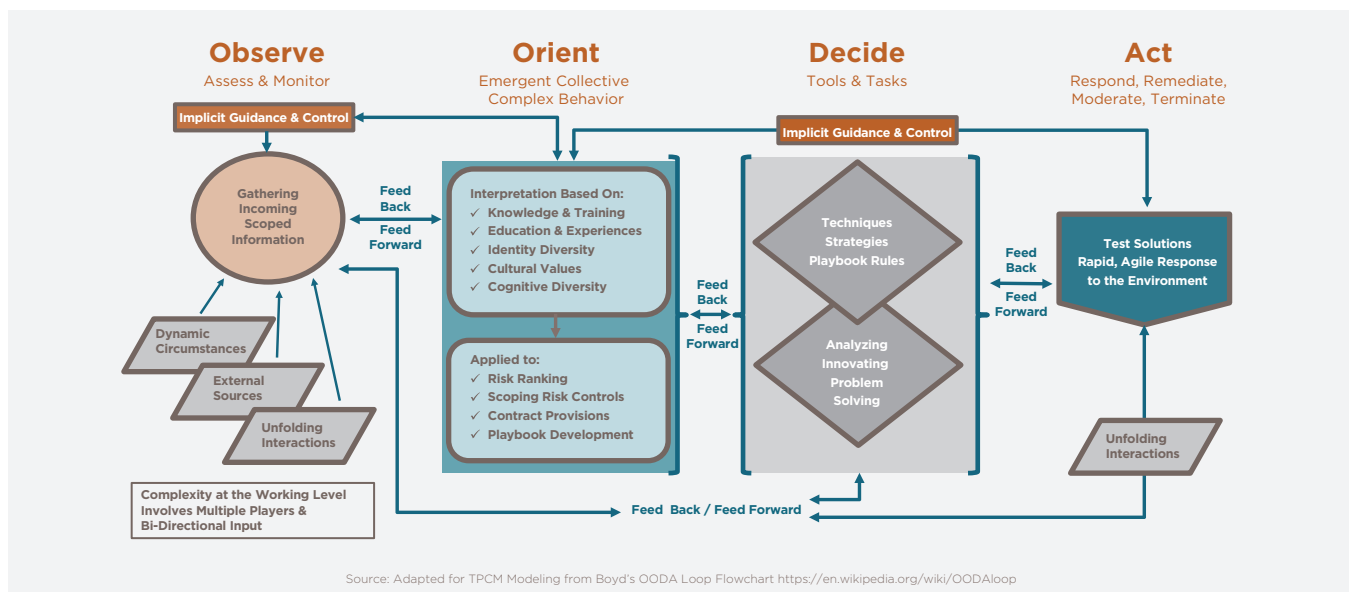 Observe
Assess & Monitor
Orient
Emergent Collective
Complex Behavior
Decide
Tools & Tasks
Act
Respond, Remediate,
Moderate, Terminate
Implicit Guidance & Control
Implicit Guidance & Control
Gathering
Incoming
Scoped
Information
Feed
Back
Feed
Forward
Dynamic
Circumstances
External
Sources
Unfolding
Interactions
Interpretation Based On:
✓ Knowledge & Training
✓ Education & Experiences
✓ Identity Diversity
✓ Cultural Values
✓ Cognitive Diversity
Applied to:
✓ Risk Ranking
✓ Scoping Risk Controls
✓ Contract Provisions
✓ Playbook Development
Feed
Back
Feed
Forward
Techniques
Strategies
Playbook Rules
Analyzing
Innovating
Problem
Solving
Feed
Back
Feed
Forward
Test Solutions
Rapid, Agile Response
to the Environment
Unfolding
Interactions
Complexity at the Working Level
Involves Multiple Players &
Bi-Directional Input
Feed Back / Feed Forward
Source: Adapted for TPCM Modeling from Boyd's OODA Loop Flowchart https://en.wikipedia.org/wiki/OODAloop